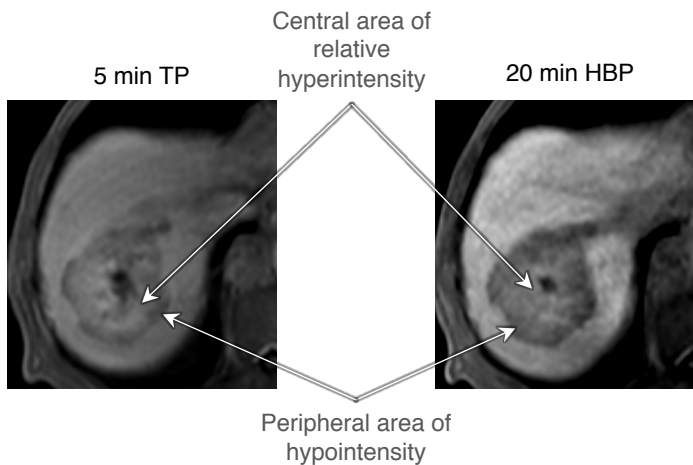 Central area of
relative
hyperintensity
5 min TP
20 min HBP
Peripheral area of
hypointensity